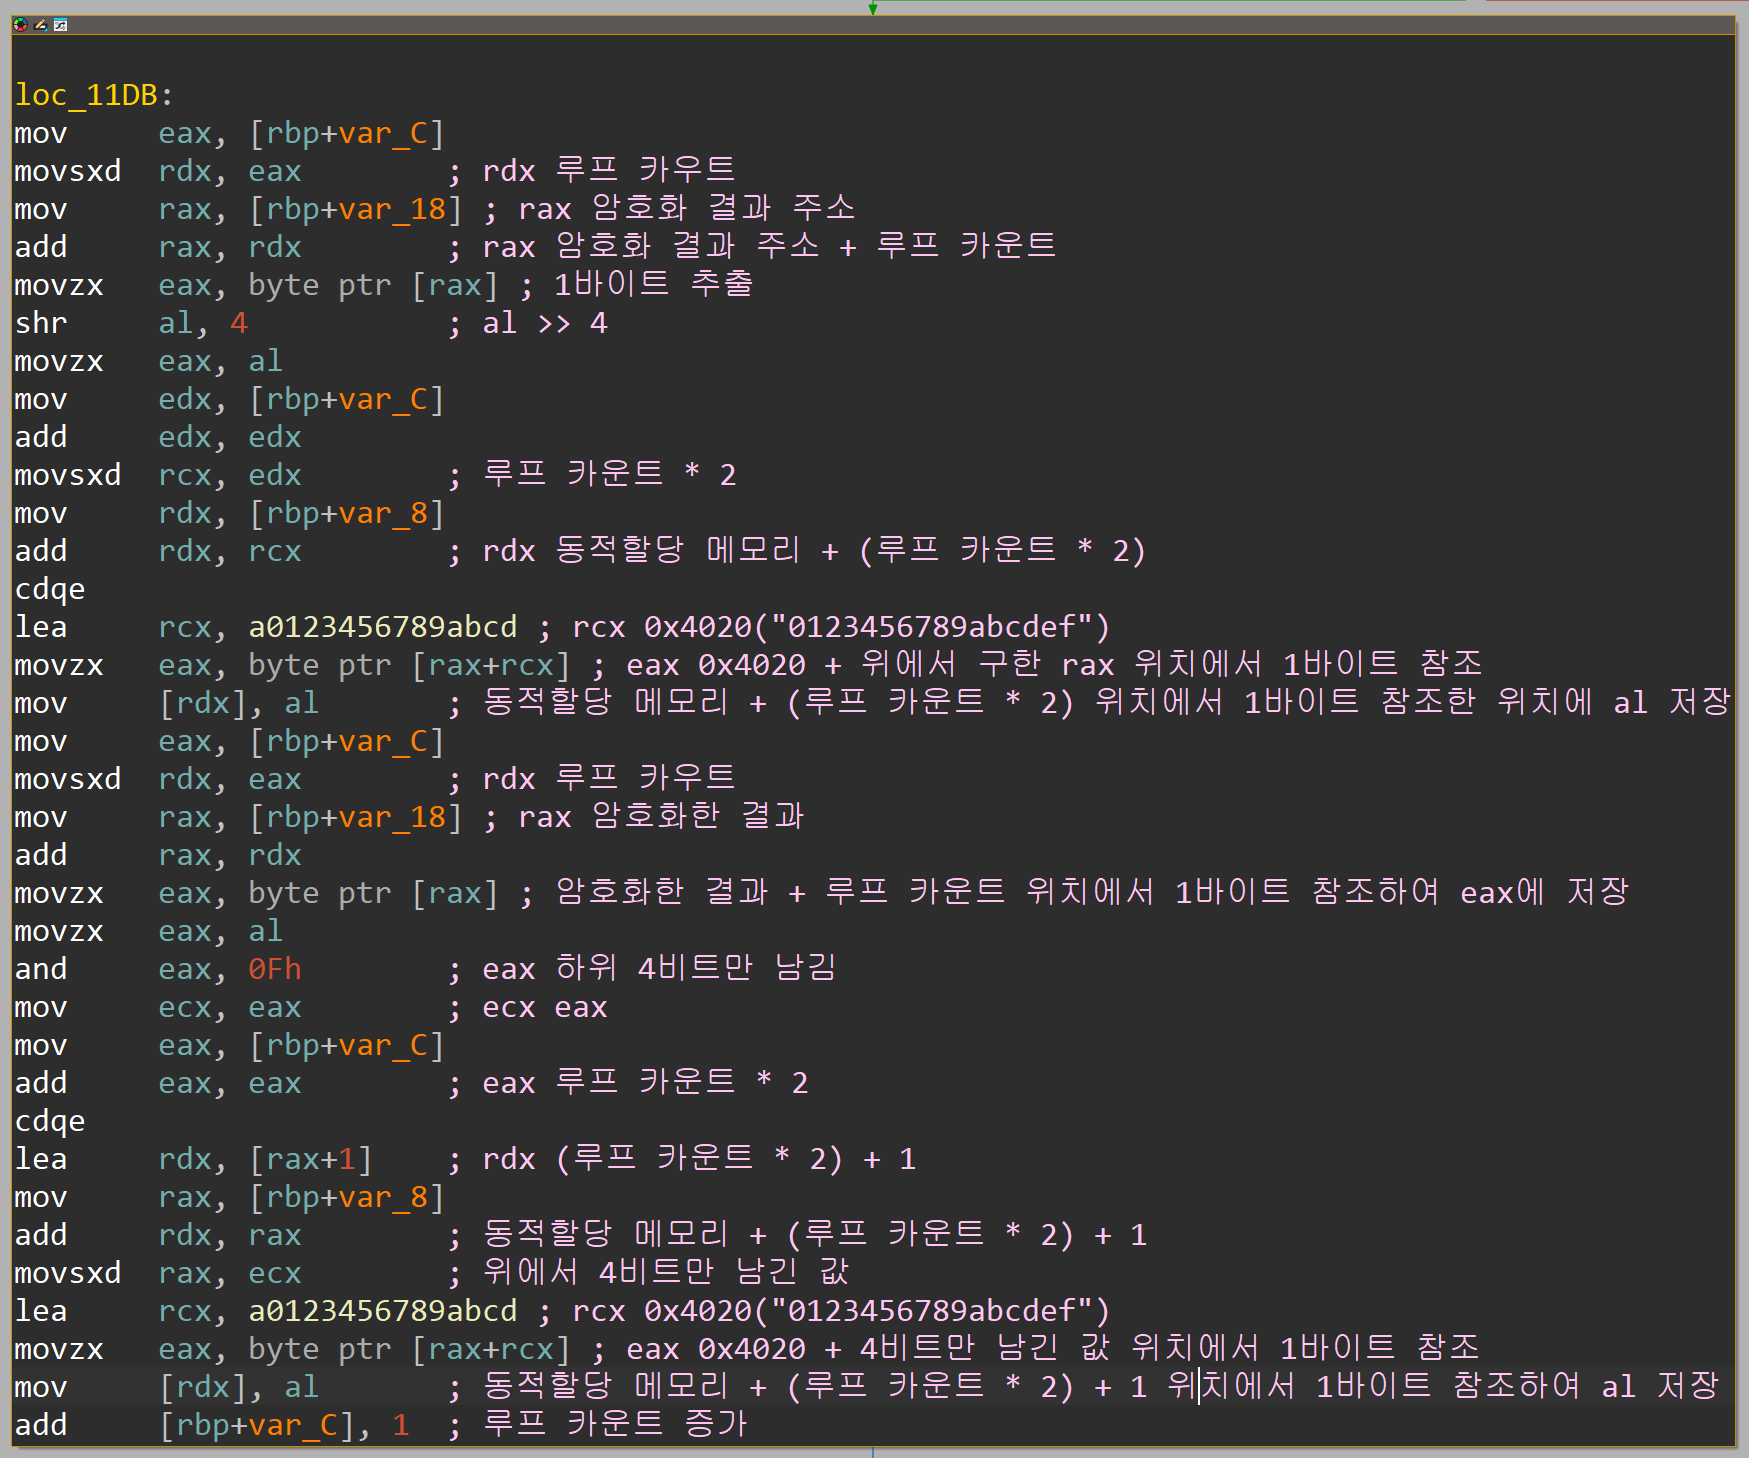 loc_11DB:
mov eax, [rbp+var_C]
movsxd rdx, eax ; rdx 루프 카우트
mov rax, [rbp+var_18] ; rax 암호화 결과 주소
add rax, rdx ; rax 암호화 결과 주소 + 루프 카운트
movzx eax, byte ptr [rax] ; 1바이트 추출
shr al, 4 ; al >> 4
movzx eax, al
mov edx, [rbp+var_C]
add edx, edx
movsxd rcx, edx ; 루프 카운트 * 2
mov rdx, [rbp+var_8]
add rdx, rcx ; rdx 동적할당 메모리 + (루프 카운트 * 2)
cdqe
lea rcx, a0123456789abcd ; rcx 0x4020("0123456789abcdef")
movzx eax, byte ptr [rax+rcx] ; eax 0x4020 + 위에서 구한 rax 위치에서 1바이트 참조
mov [rdx], al ; 동적할당 메모리 + (루프 카운트 * 2) 위치에서 1바이트 참조한 위치에 al 저장
mov eax, [rbp+var_C]
movsxd rdx, eax ; rdx 루프 카우트
mov rax, [rbp+var_18] ; rax 암호화한 결과
add rax, rdx
movzx eax, byte ptr [rax] ; 암호화한 결과 + 루프 카운트 위치에서 1바이트 참조하여 eax에 저장
movzx eax, al
and eax, 0Fh ; eax 하위 4비트만 남김
mov ecx, eax ; ecx eax
mov eax, [rbp+var_C]
add eax, eax ; eax 루프 카운트 * 2
cdqe
lea rdx, [rax+1] ; rdx (루프 카운트 * 2) + 1
mov rax, [rbp+var_8]
add rdx, rax ; 동적할당 메모리 + (루프 카운트 * 2) + 1
movsxd rax, ecx ; 위에서 4비트만 남긴 값
lea rcx, a0123456789abcd ; rcx 0x4020("0123456789abcdef")
movzx eax, byte ptr [rax+rcx] ; eax 0x4020 + 4비트만 남긴 값 위치에서 1바이트 참조
mov [rdx], al ; 동적할당 메모리 + (루프 카운트 * 2) + 1 위치에서 1바이트 참조하여 al 저장
add [rbp+var_C], 1 ; 루프 카운트 증가